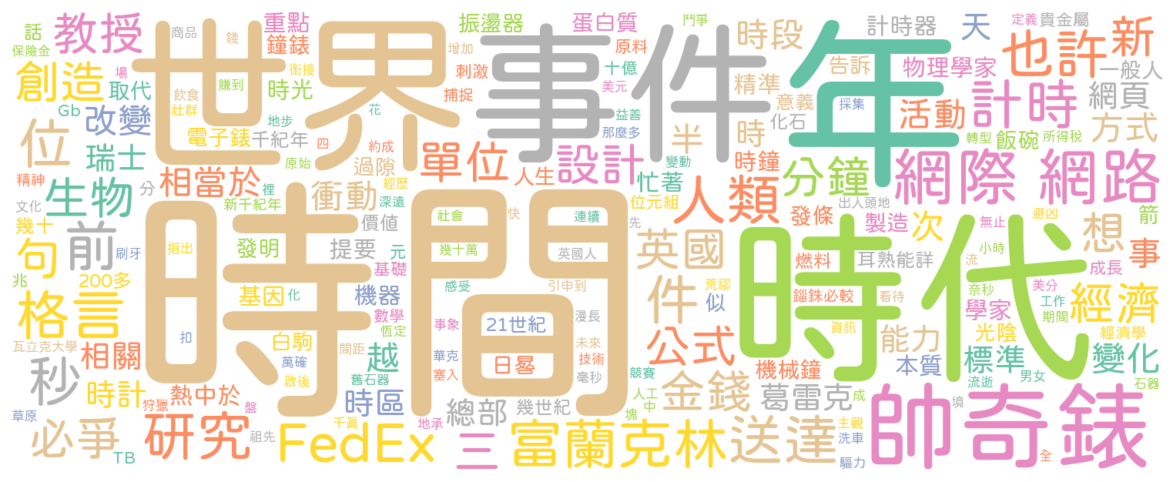 世界
事件
年
時間
時代
話
保險金
教授
商品
錢
重點
鐘錶
增加
振盪器
蛋白質
鬥爭
時段
計時器
天
定義
貴金屬
也許
新
創造
場
取代
飲食
賺到
銜接
時光
刺激
原料
十億
美元
捕捉
精準
告訴
意義
物理學家
一般人
Gb
改變
社群
地步
花
益善
那麼多
化石
採集
活動
計時
網頁
位
電子錶
千紀年
四
約成
半
時
轉型
飯碗
所得稅
方式
瑞士
原始
過隙
單位
人生
設計
變動
時鐘
分鐘
網際 網路
精神
生物
分
相當於
衝動
經歷
裡
深遠
忙著
位元組
人類
出人頭地
文化
幾十
新千紀年
價值
社會
快
連續
先
發條
製造
次
無止
避凶
箭
句
前
刷牙
指出
發明
提要
元
幾十萬
英國人
英國
燃料
耳熟能詳
小時
想
事
兆
200多
基因
化
基礎
感受
引申到
荒郊
件
似
錙銖必較
看待
流
奈秒
成長
美分
格言
機器
數學
事象
21世紀
漫長
學家
工作
期間
經濟
瓦立克大學
相關
扣
白駒
恆定
萬確
間距
越
華克
塞入
日晷
未來
技術
毫秒
公式
資訊
能力
光陰
經濟學
本質
標準
變化
秒
時計
熱中於
啟後
舊石器
競賽
機械鐘
流逝
男女
石器
草原
狩獵
盤
時區
總部
幾世紀
人工
中
金錢
葛雷克
成
帥奇錶
必爭
研究
祖先
千眞
地承
塊
主觀
境
TB
FedEx
三
富蘭克林
送達
洗車
驅力
全